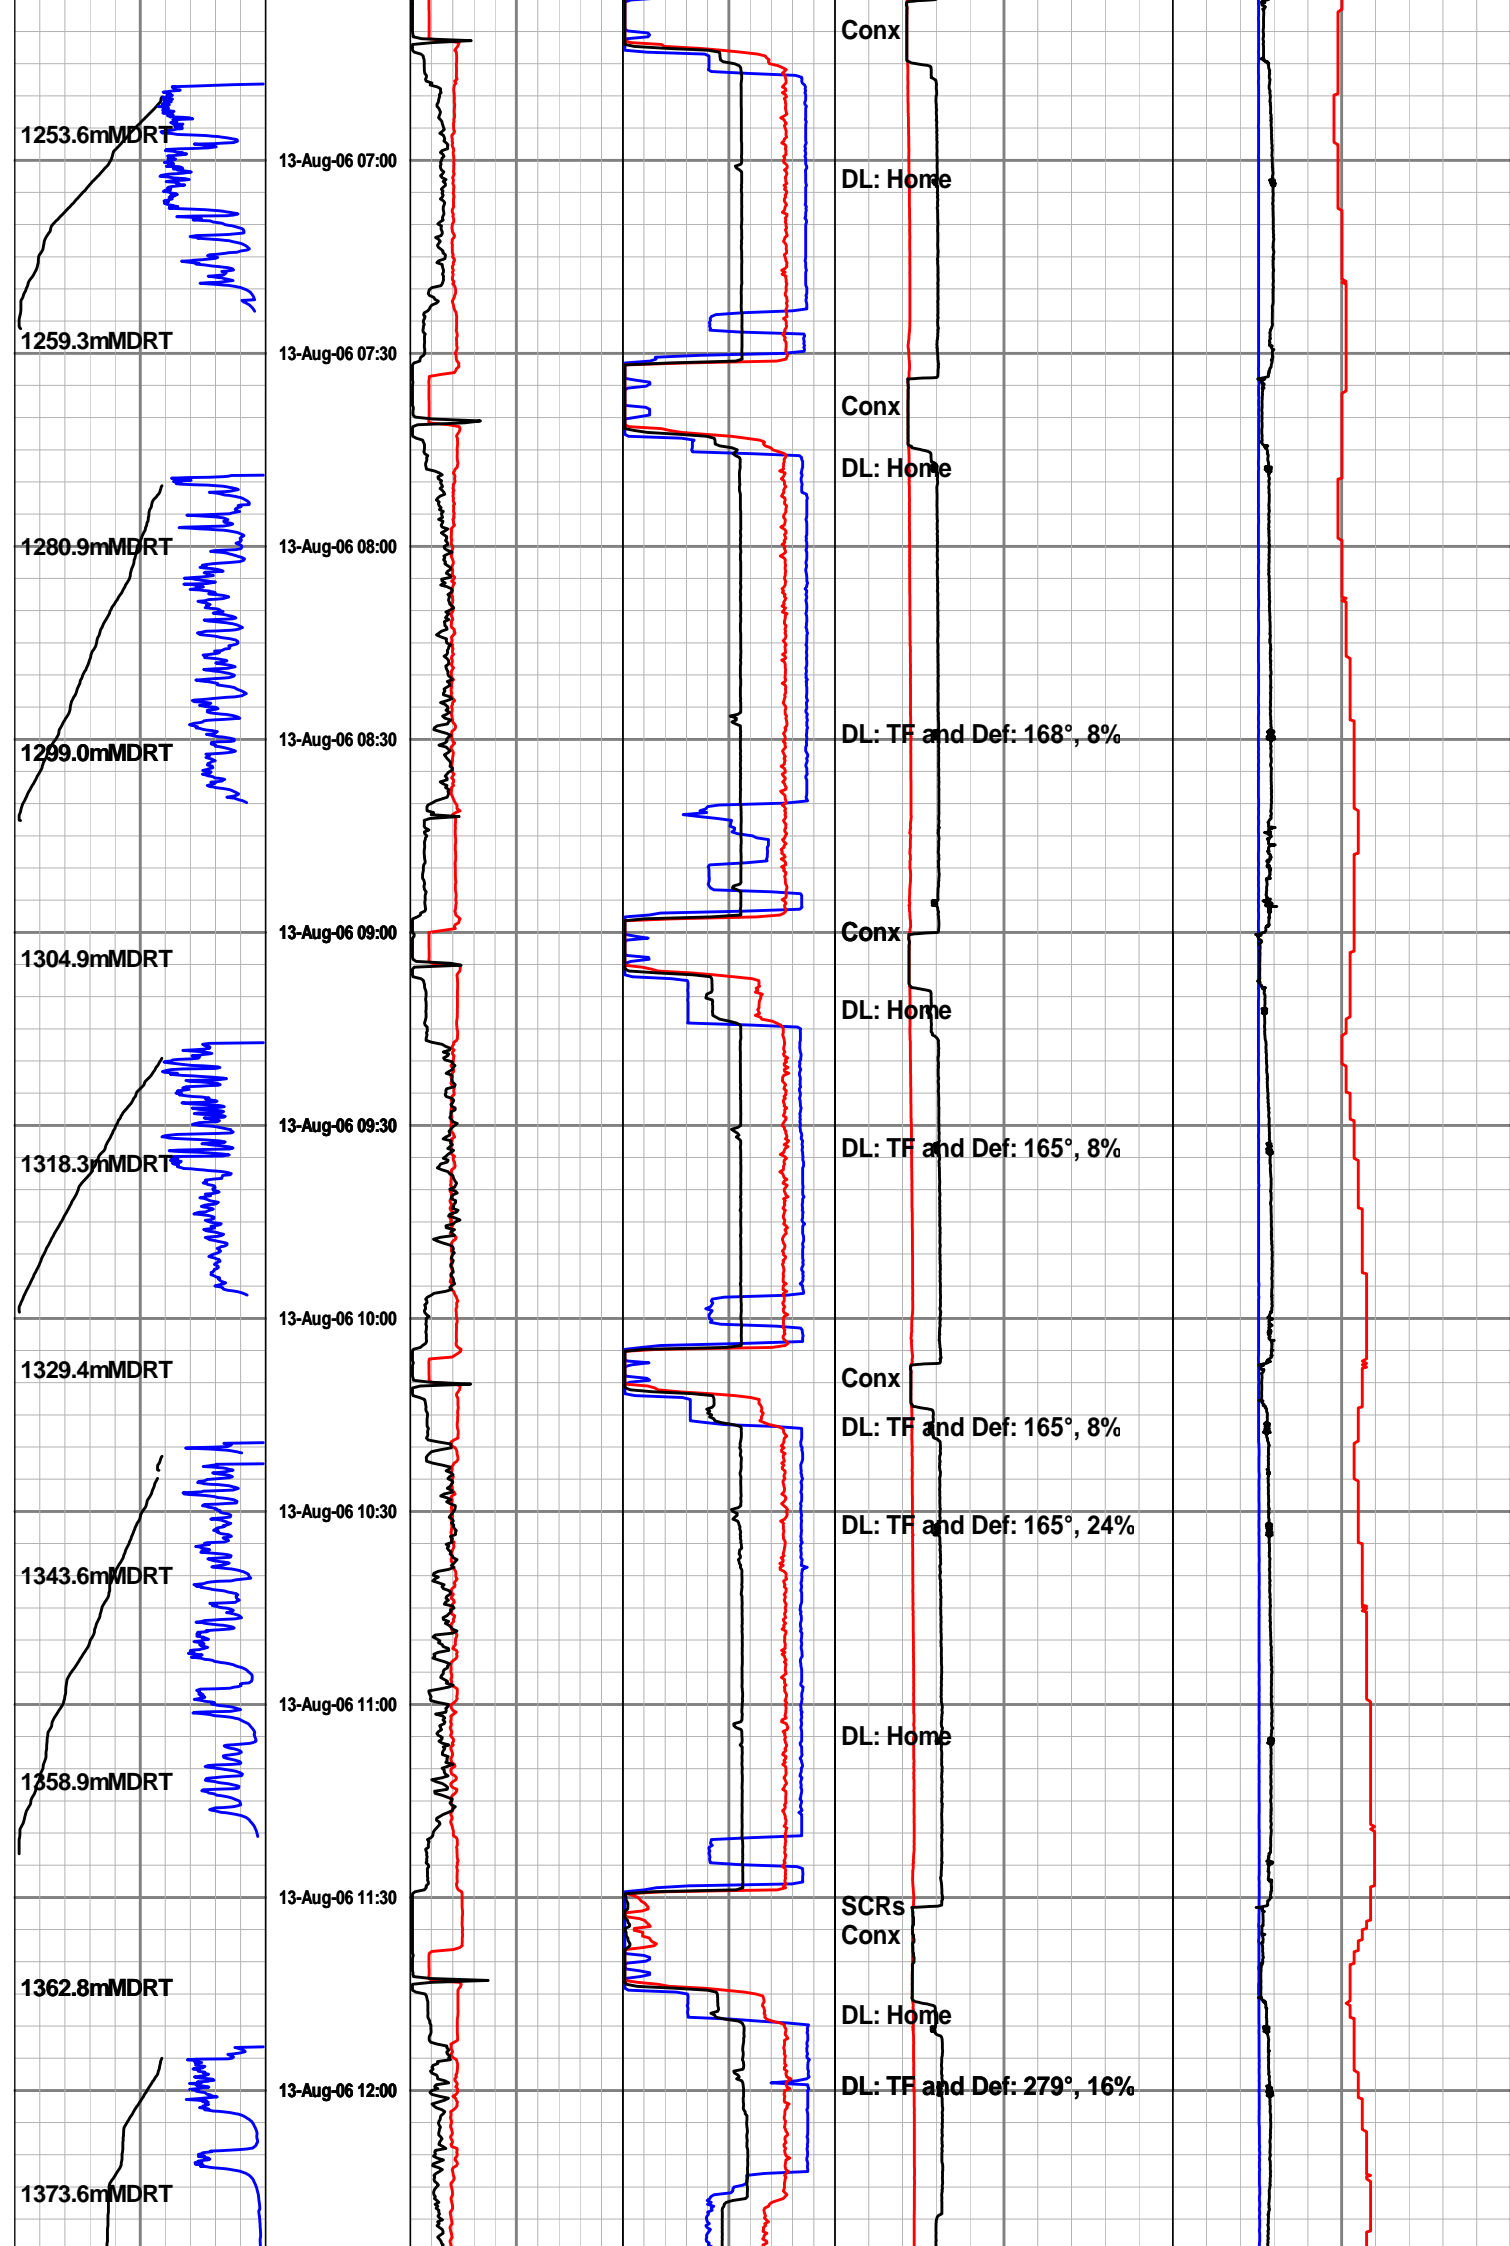 Conx
1253.6mMDRT
13-Aug-06 07:00
DL: Home
1259.3mMDRT
13-Aug-06 07:30
Conx
DL: Home
1280.9mMDRT
13-Aug-06 08:00
DL: TF and Def: 168°, 8%
1299.0mMDRT
13-Aug-06 08:30
Conx
13-Aug-06 09:00
1304.9mMDRT
DL: Home
13-Aug-06 09:30
DL: TF and Def: 165°, 8%
1318.3mMDRT
13-Aug-06 10:00
1329.4mMDRT
Conx
DL: TF and Def: 165°, 8%
13-Aug-06 10:30
DL: TF and Def: 165°, 24%
1343.6mMDRT
13-Aug-06 11:00
DL: Home
1358.9mMDRT
13-Aug-06 11:30
SCRs
Conx
1362.8mMDRT
DL: Home
13-Aug-06 12:00
DL: TF and Def: 279°, 16%
1373.6mMDRT